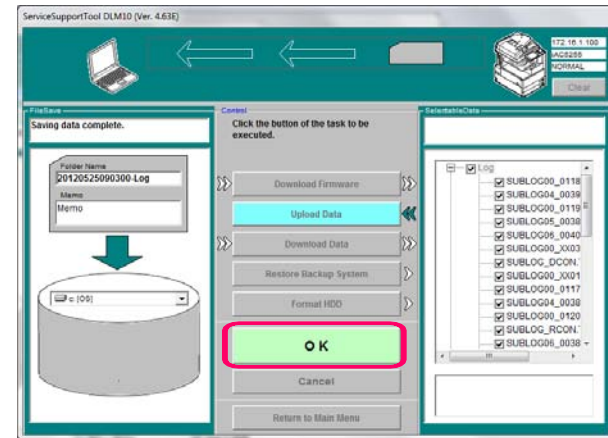 ServiceSupportTool DLM10 (Ver. 4.63E)
172.16.1.100
iAC5255
NORMAL
Clear
FileSave
Saving data complete.
Folder Name
20120525090300-Log
Memo
Memo
c [OS]
Control
Click the button of the task to be
executed.
Download Firmware
Upload Data
Download Data
Restore Backup System
Format HDD
OK
Cancel
Return to Main Menu
SelectableData
Log
SUBLOG00_0118
SUBLOG04_0039
SUBLOG00_0119
SUBLOG05_0038
SUBLOG06_0040
SUBLOG00_XX03
SUBLOG_DCON.
SUBLOG00_XX01
SUBLOG00_0117
SUBLOG04_0038
SUBLOG00_0120
SUBLOG_RCON.
SUBLOG06_0038